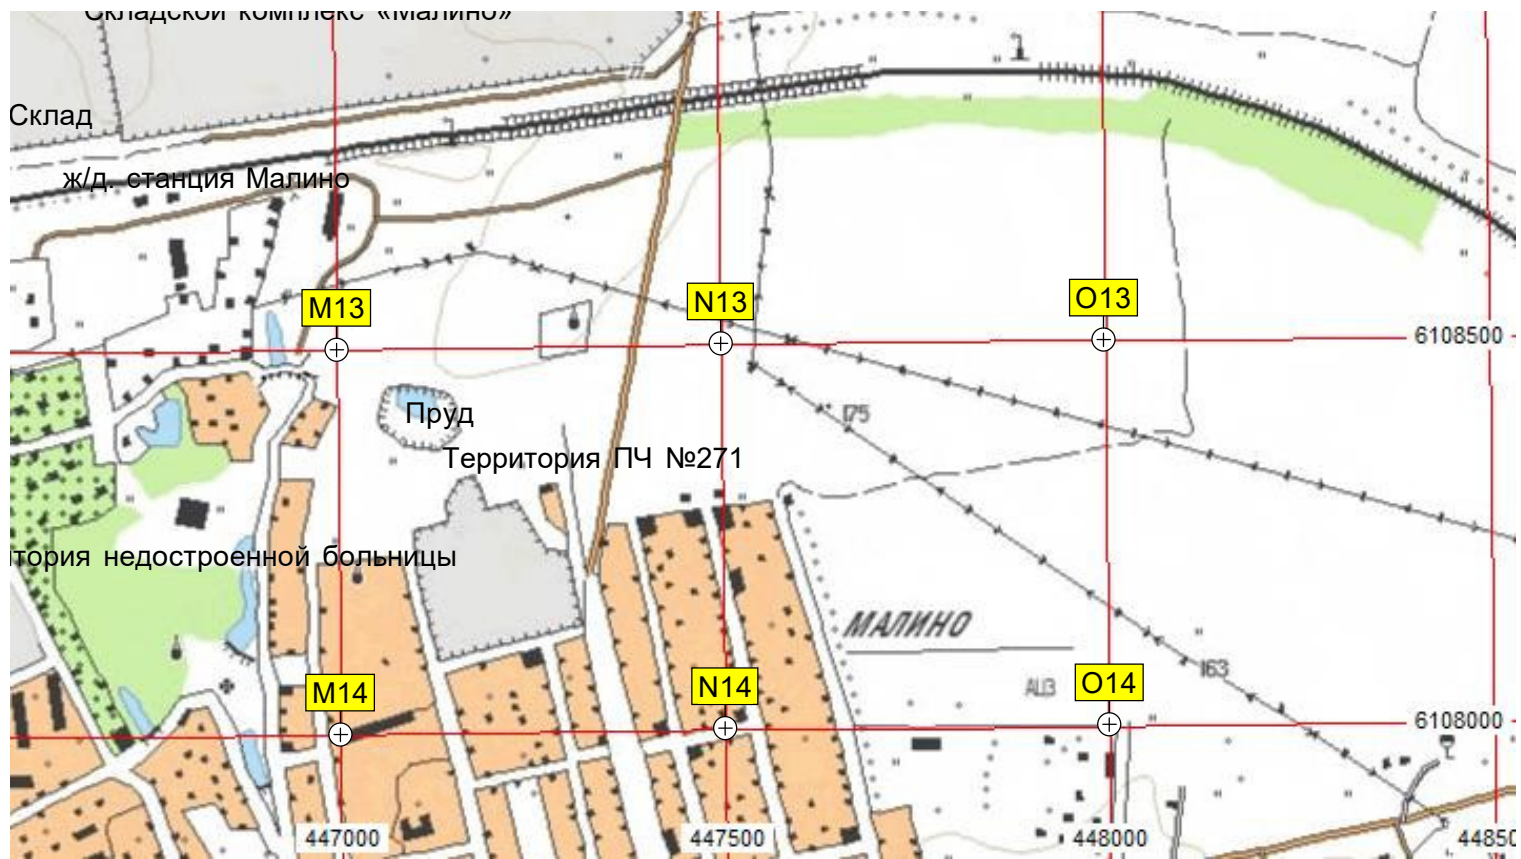 Складской комплекс «Малино»
Склад
ж/д. станция Малино
M13
N13
O13
6108500
Пруд
175
Территория ПЧ №271
тория недостроенной больницы
МАЛИНО
163
M14
N14
АЦЗ
O14
6108000
447000
447500
448000
44850